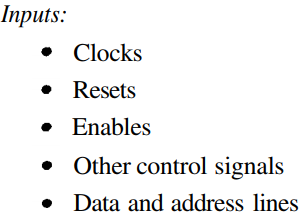 Inputs:
• Clocks
• Resets
• Enables
• Other control signals
• Data and address lines